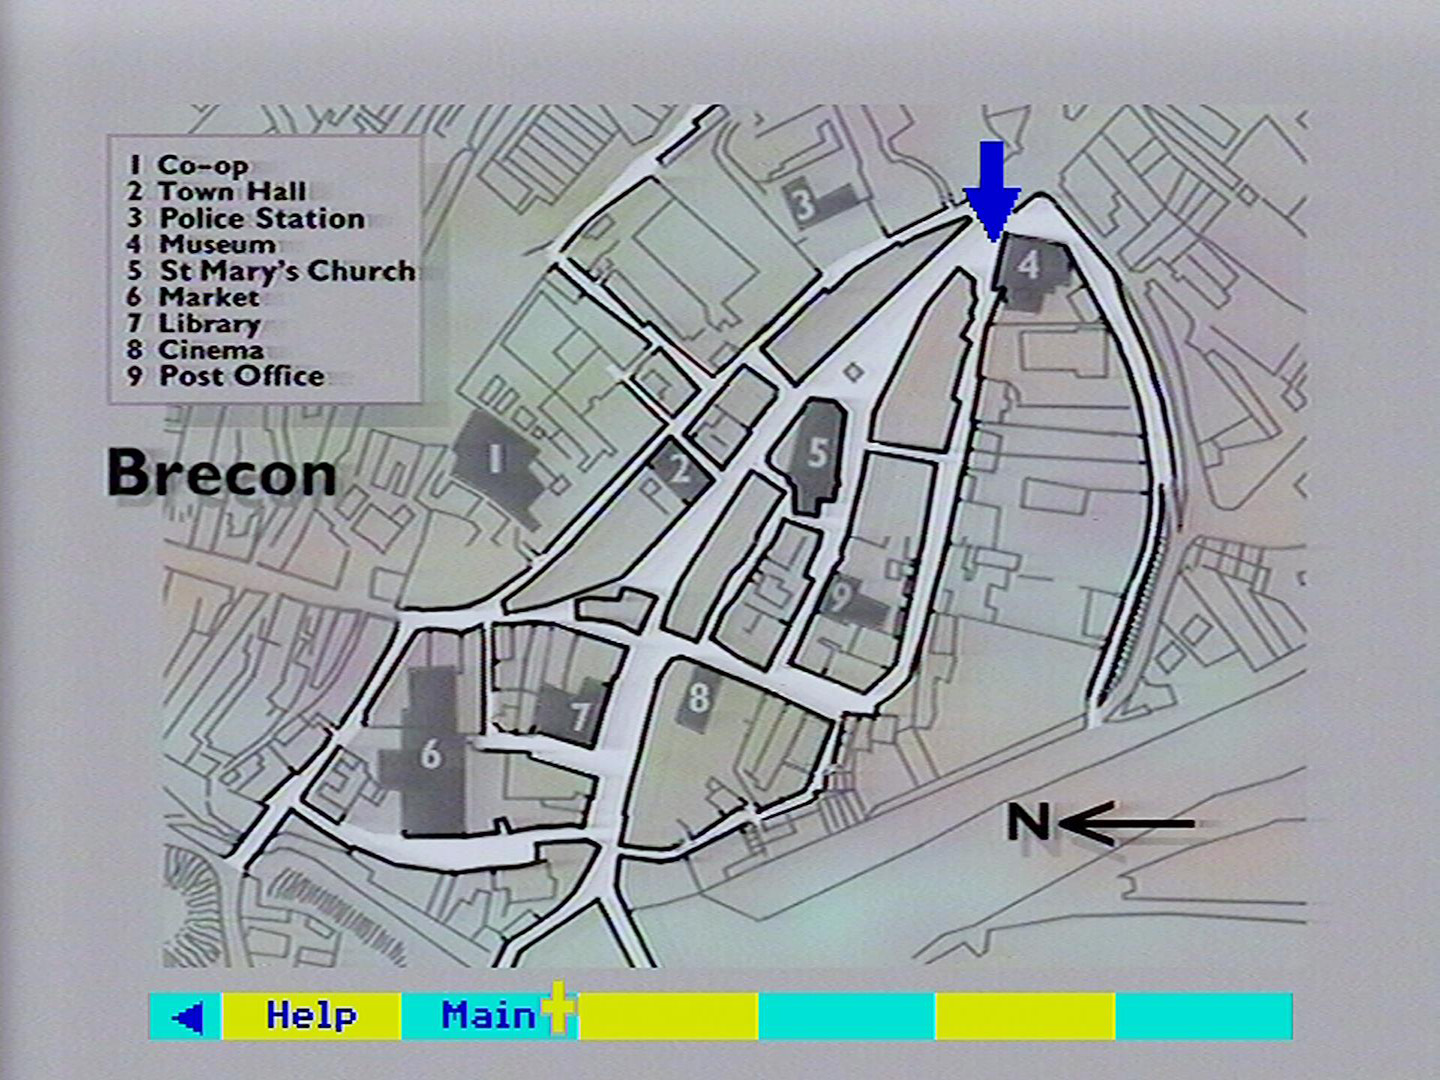 1 Co-op
2 Town Hall
3 Police Station
4 Museum
5 St Mary's Church
6 Market
7 Library
8 Cinema
9 Post Office
Brecon
3
4
1
2
5
9
7
8
6
N
Help Main